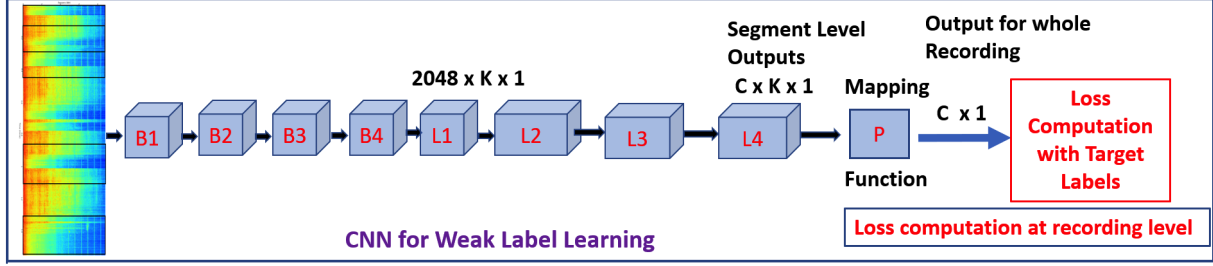 Segment Level
Outputs
C x K x 1
Output for whole
Recording
2048 x K x 1
Mapping
C x 1
B1
B2
B3
B4
L1
L2
L3
L4
P
Function
Loss
Computation
with Target
Labels
Loss computation at recording level
CNN for Weak Label Learning